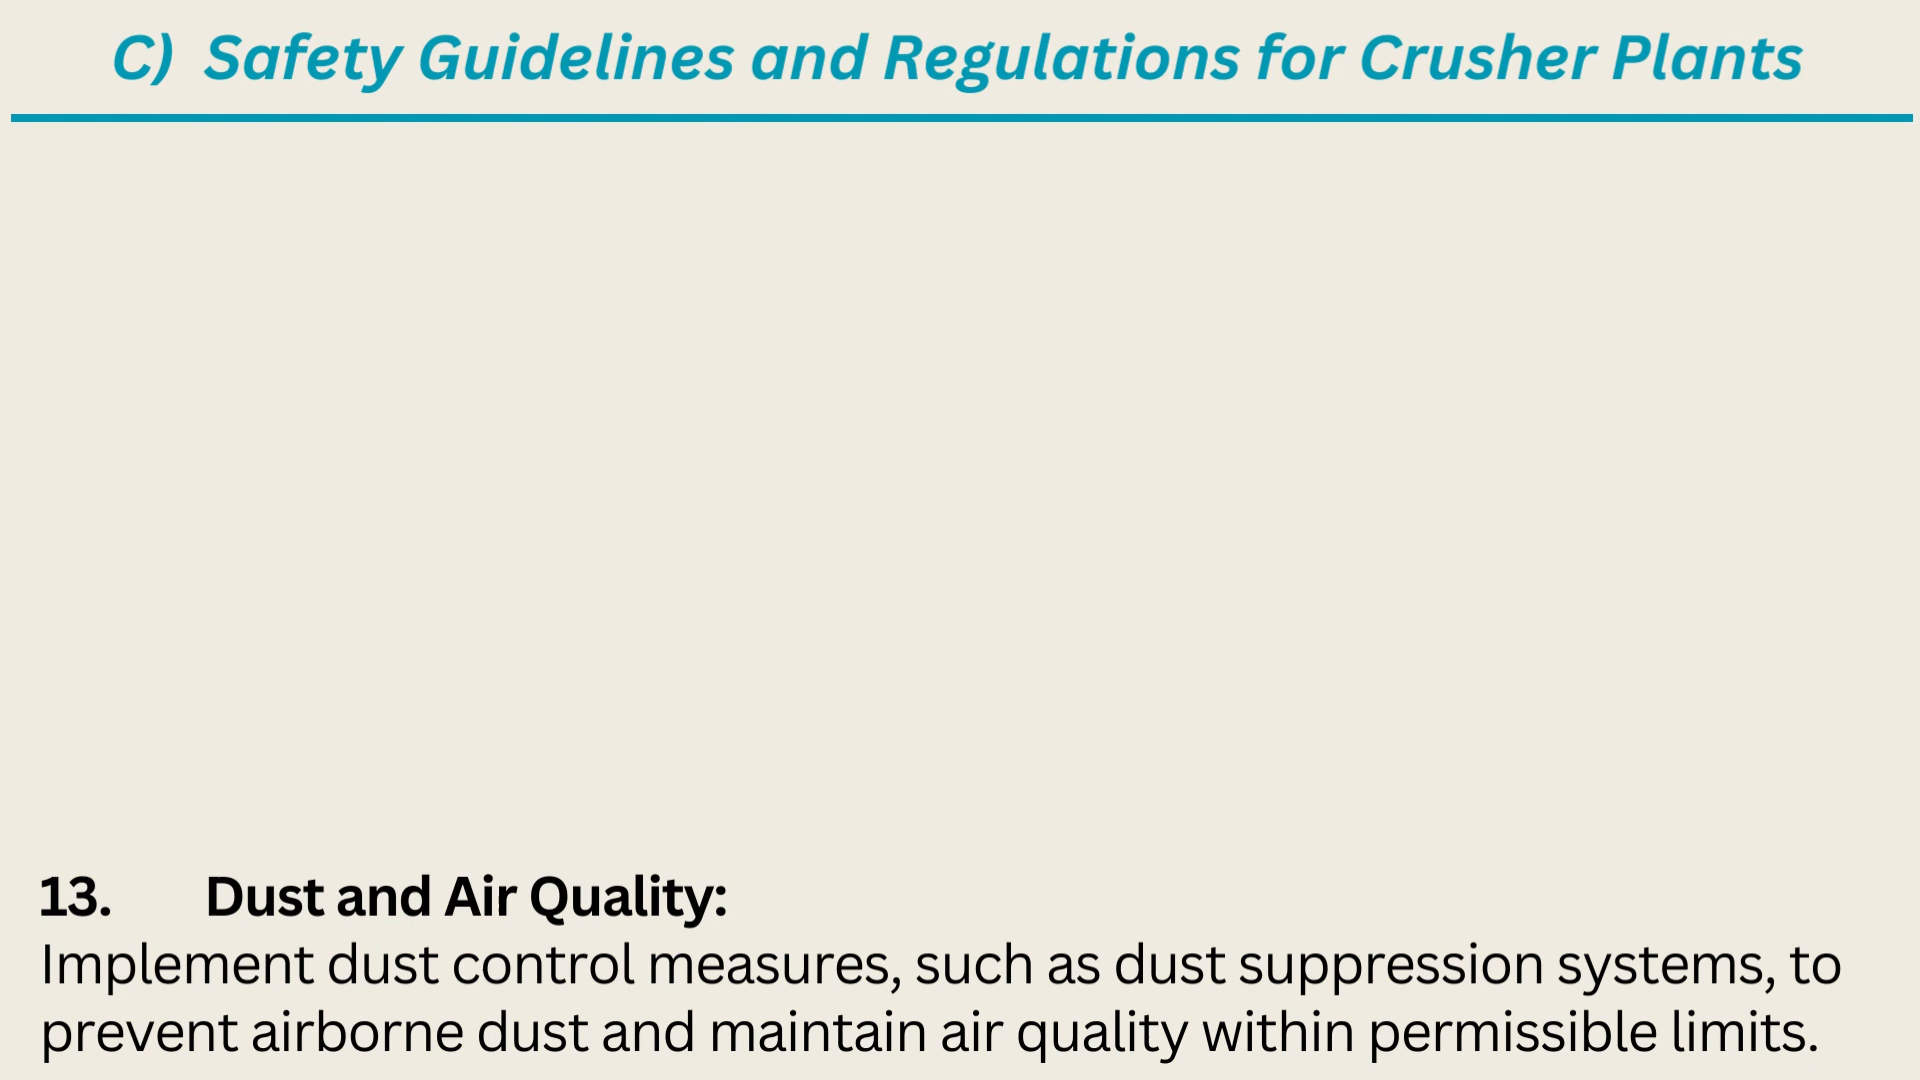 C) Safety Guidelines and Regulations for Crusher Plants
13. Dust and Air Quality:
Implement dust control measures, such as dust suppression systems, to
prevent airborne dust and maintain air quality within permissible limits.